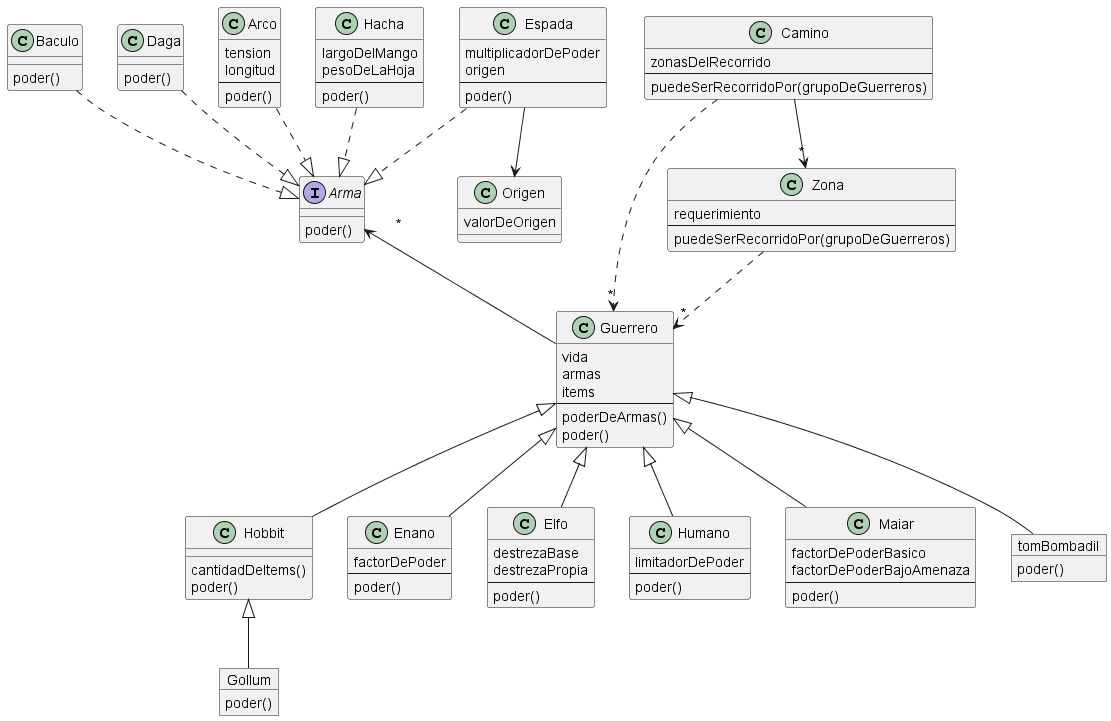 C Baculo
poder()
C Daga
poder()
C Arco
tension
longitud
poder()
C Hacha
largoDelMango
pesoDeLaHoja
poder()
C Espada
multiplicadorDePoder
origen
poder()
C Camino
zonasDelRecorrido
puedeSerRecorridoPor(grupoDeGuerreros)
*
I Arma
poder()
*
C Origen
valorDeOrigen
C Zona
requerimiento
puedeSerRecorridoPor(grupoDeGuerreros)
*
*
C Guerrero
vida
armas
items
poderDeArmas()
poder()
C Hobbit
cantidadDeItems()
poder()
C Enano
factorDePoder
poder()
C Elfo
destrezaBase
destrezaPropia
poder()
C Humano
limitadorDePoder
poder()
C Maiar
factorDePoderBasico
factorDePoderBajoAmenaza
poder()
tomBombadil
poder()
Gollum
poder()